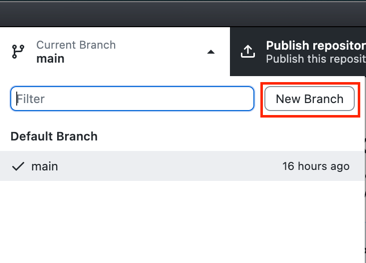 Current Branch
main
Publish repositor
Publish this reposit
Filter
New Branch
Default Branch
main
16 hours ago